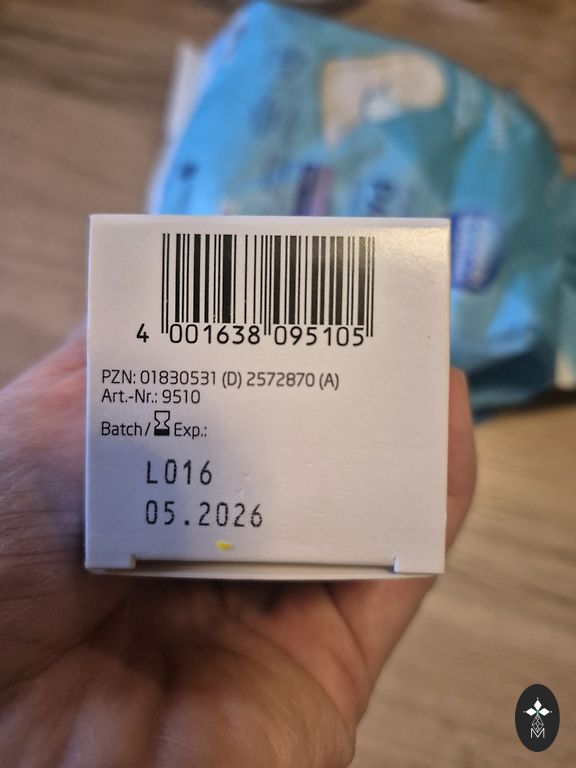 4 001638 095105
PZN: 01830531 (D) 2572870 (A)
Art.-Nr.: 9510
Batch/ Exp.:
L016
05.2026